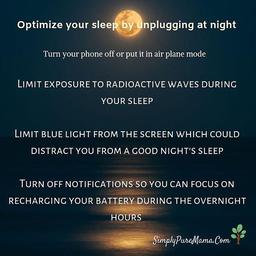 Optimize your sleep by unplugging at night
Turn your phone off or put it in air plane mode
Limit exposure to radioactive waves during
your sleep
Limit blue light from the screen which could
distract you from a good night's sleep
Turn off notifications so you can focus on
recharging your battery during the overnight
hours
SimplyPureMama.Com